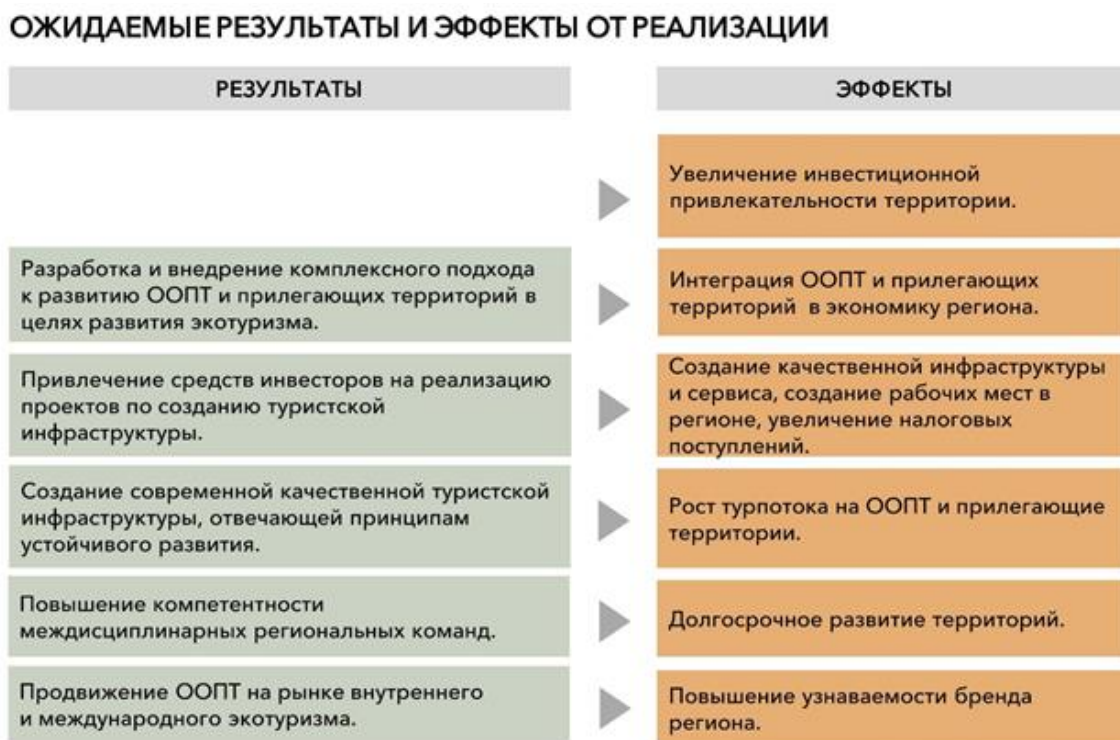 ОЖИДАЕМЫЕ РЕЗУЛЬТАТЫ И ЭФФЕКТЫ ОТ РЕАЛИЗАЦИИ
РЕЗУЛЬТАТЫ
ЭФФЕКТЫ
Увеличение инвестиционной
привлекательности территории.
Разработка и внедрение комплексного подхода
к развитию ООПТ и прилегающих территорий в
целях развития экотуризма.
Интеграция ООПТ и прилегающих
территорий в экономику региона.
Привлечение средств инвесторов на реализацию
проектов по созданию туристской
инфраструктуры.
Создание качественной инфраструктуры
и сервиса, создание рабочих мест в
регионе, увеличение налоговых
поступлений.
Создание современной качественной туристской
инфраструктуры, отвечающей принципам
устойчивого развития.
Рост турпотока на ООПТ и прилегающие
территории.
Повышение компетентности
междисциплинарных региональных команд.
Долгосрочное развитие территорий.
Продвижение ООПТ на рынке внутреннего
и международного экотуризма.
Повышение узнаваемости бренда
региона.